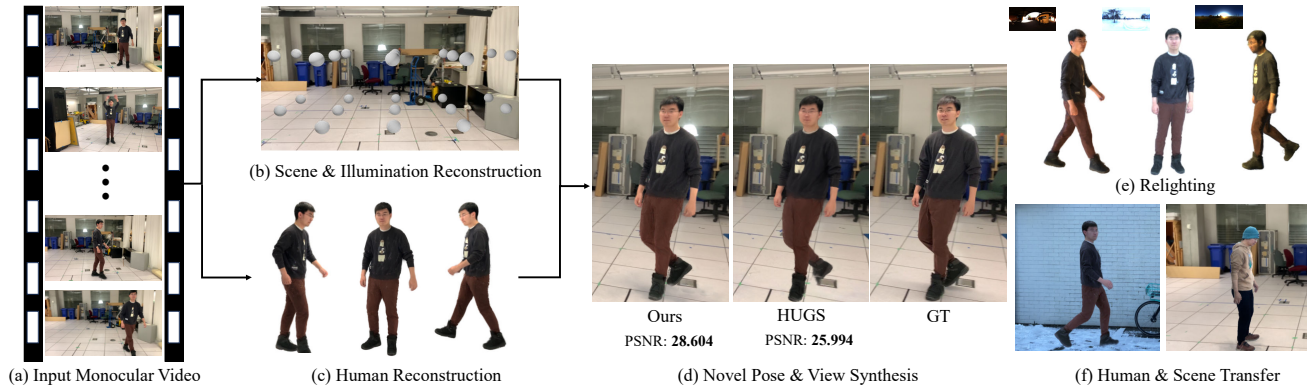 (a) Input Monocular Video
(b) Scene & Illumination Reconstruction
(c) Human Reconstruction
Ours
PSNR: 28.604
HUGS
PSNR: 25.994
GT
(d) Novel Pose & View Synthesis
(e) Relighting
(f) Human & Scene Transfer